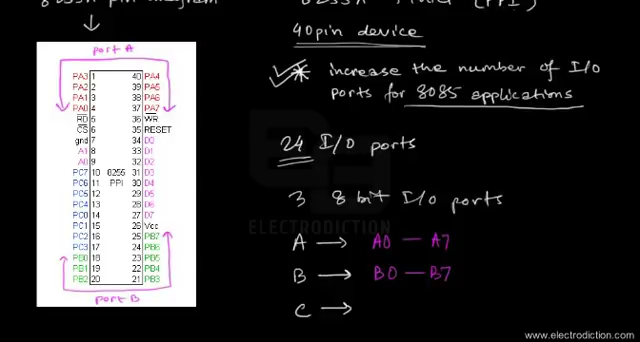 8255A pin diagram
8255A
(PPI)
40pin device
* increase the number of I/O
ports for 8085 applications
24 I/O ports
3 8 bit I/O ports
A → A0 — A7
B → B0 — B7
C →
port A
PA3 1 40 PA4
PA2 2 39 PA5
PA1 3 38 PA6
PA0 4 37 PA7
RD 5 36 WR
CS 6 35 RESET
gnd 7 34 D0
A1 8 33 D1
A0 9 32 D2
PC7 10 8255 31 D3
PC6 11 PPI 30 D4
PC5 12 29 D5
PC4 13 28 D6
PC0 14 27 D7
PC1 15 26 Vcc
PC2 16 25 PB7
PC3 17 24 PB6
PB0 18 23 PB5
PB1 19 22 PB4
PB2 20 21 PB3
port B
ELECTRODICTION
www.electrodiction.com